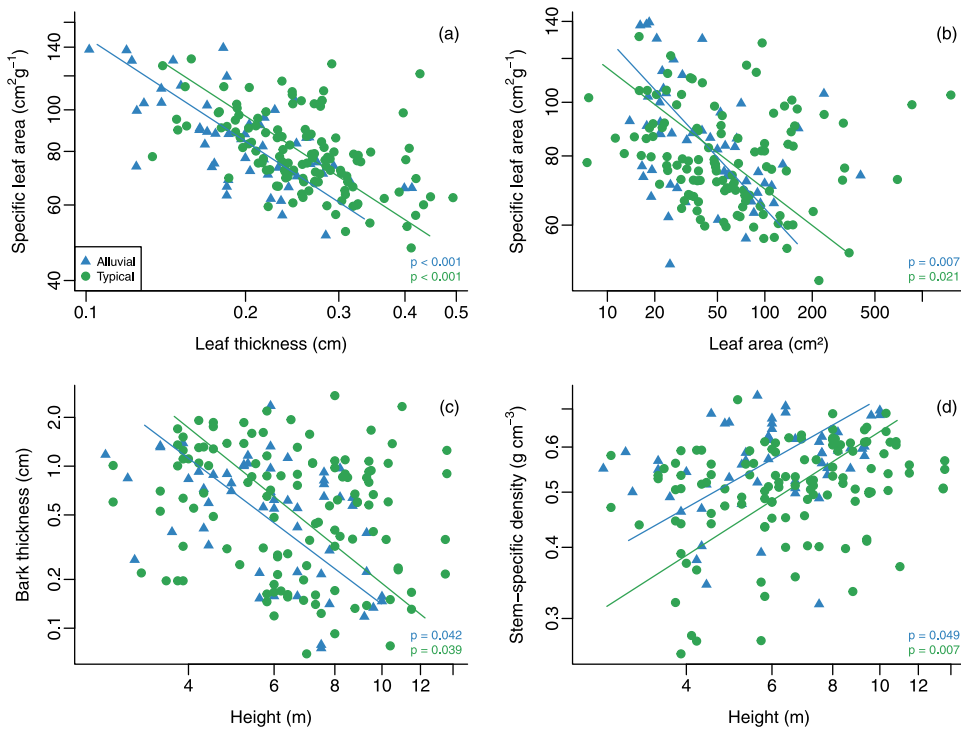 (a)
Specific leaf area (cm²g⁻¹)
140
100
80
60
40
Alluvial
Typical
p < 0.001
p < 0.001
0.1
0.2
0.3
0.4
0.5
Leaf thickness (cm)
(b)
Specific leaf area (cm²g⁻¹)
140
100
80
60
p = 0.007
p = 0.021
10
20
50
100
200
500
Leaf area (cm²)
(c)
Bark thickness (cm)
2.0
1.0
0.5
0.2
0.1
p = 0.042
p = 0.039
4
6
8
10
12
Height (m)
(d)
Stem−specific density (g cm⁻³)
0.6
0.5
0.4
0.3
p = 0.049
p = 0.007
4
6
8
10
12
Height (m)